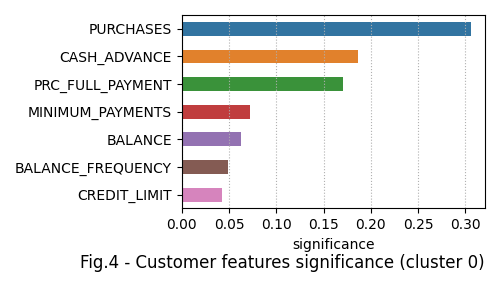 PURCHASES
CASH_ADVANCE
PRC_FULL_PAYMENT
MINIMUM_PAYMENTS
BALANCE
BALANCE_FREQUENCY
CREDIT_LIMIT
0.00 0.05 0.10 0.15 0.20 0.25 0.30
significance
Fig.4 - Customer features significance (cluster 0)